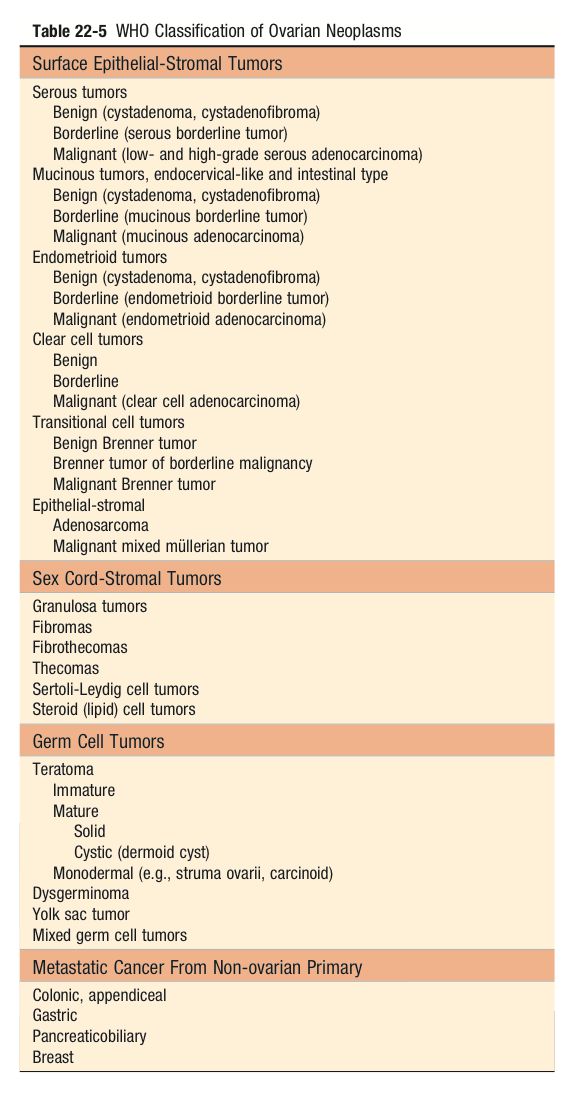 Table 22-5 WHO Classification of Ovarian Neoplasms
Surface Epithelial-Stromal Tumors
Serous tumors
Benign (cystadenoma, cystadenofibroma)
Borderline (serous borderline tumor)
Malignant (low- and high-grade serous adenocarcinoma)
Mucinous tumors, endocervical-like and intestinal type
Benign (cystadenoma, cystadenofibroma)
Borderline (mucinous borderline tumor)
Malignant (mucinous adenocarcinoma)
Endometrioid tumors
Benign (cystadenoma, cystadenofibroma)
Borderline (endometrioid borderline tumor)
Malignant (endometrioid adenocarcinoma)
Clear cell tumors
Benign
Borderline
Malignant (clear cell adenocarcinoma)
Transitional cell tumors
Benign Brenner tumor
Brenner tumor of borderline malignancy
Malignant Brenner tumor
Epithelial-stromal
Adenosarcoma
Malignant mixed müllerian tumor
Sex Cord-Stromal Tumors
Granulosa tumors
Fibromas
Fibrothecomas
Thecomas
Sertoli-Leydig cell tumors
Steroid (lipid) cell tumors
Germ Cell Tumors
Teratoma
Immature
Mature
Solid
Cystic (dermoid cyst)
Monodermal (e.g., struma ovarii, carcinoid)
Dysgerminoma
Yolk sac tumor
Mixed germ cell tumors
Metastatic Cancer From Non-ovarian Primary
Colonic, appendiceal
Gastric
Pancreaticobiliary
Breast